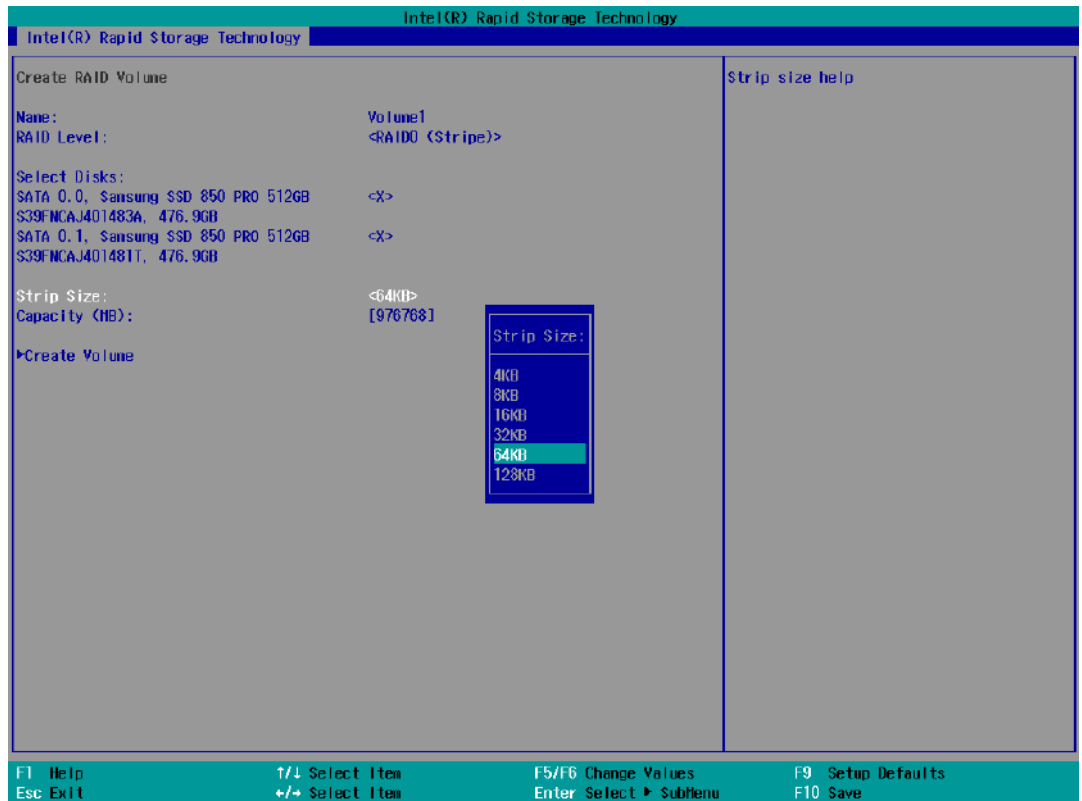 Intel(R) Rapid Storage Technology
Intel(R) Rapid Storage Technology
Create RAID Volume
Strip size help
Name: Volume1
RAID Level: <RAID0 (Stripe)>
Select Disks:
SATA 0.0, Samsung SSD 850 PRO 512GB <X>
S39FNCAJ401483A, 476.9GB
SATA 0.1, Samsung SSD 850 PRO 512GB <X>
S39FNCAJ401481T, 476.9GB
Strip Size: <64KB>
Capacity (MB): [976768]
▶Create Volume
Strip Size:
4KB
8KB
16KB
32KB
64KB
128KB
F1 Help ↑/↓ Select Item F5/F6 Change Values F9 Setup Defaults
Esc Exit ←/→ Select Item Enter Select ▶ SubMenu F10 Save